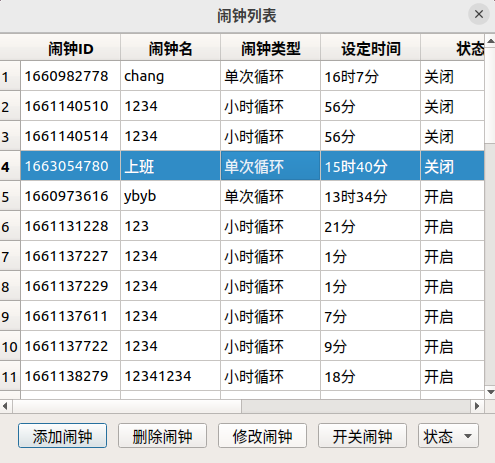 闹钟列表
闹钟ID 闹钟名 闹钟类型 设定时间 状态
1 1660982778 chang 单次循环 16时7分 关闭
2 1661140510 1234 小时循环 56分 关闭
3 1661140514 1234 小时循环 56分 关闭
4 1663054780 上班 单次循环 15时40分 关闭
5 1660973616 ybyb 单次循环 13时34分 开启
6 1661131228 123 小时循环 21分 开启
7 1661137227 1234 小时循环 1分 开启
8 1661137229 1234 小时循环 1分 开启
9 1661137611 1234 小时循环 7分 开启
10 1661137722 1234 小时循环 9分 开启
11 1661138279 12341234 小时循环 18分 开启
添加闹钟 删除闹钟 修改闹钟 开关闹钟 状态